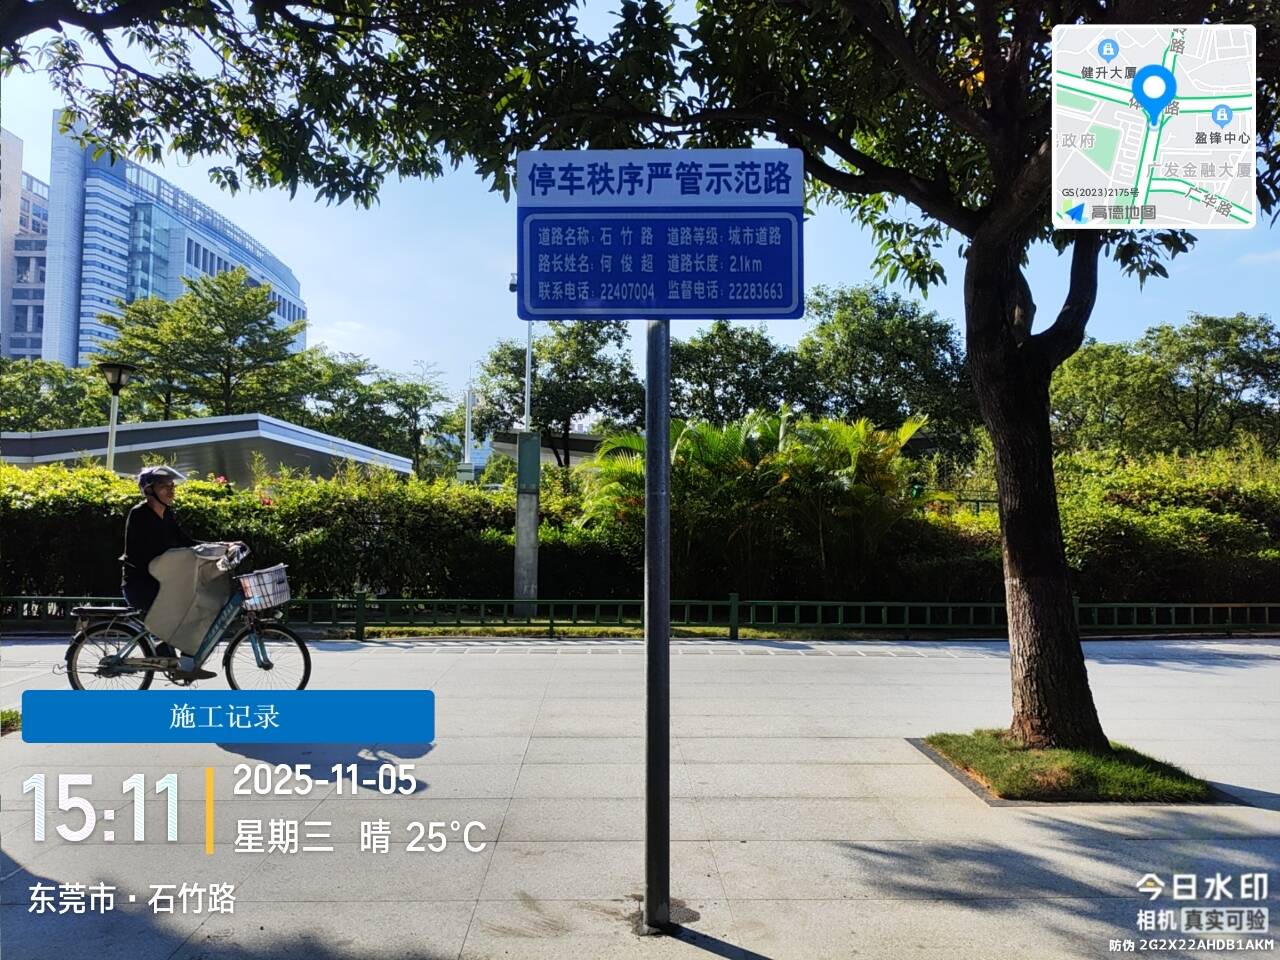 停车秩序严管示范路
道路名称：石竹路 道路等级：城市道路
路长姓名：何俊超 道路长度：2.1km
联系电话：22407004 监督电话：22283663
健升大厦
盈锋中心
广发金融大厦
广华路
GS(2023)2175号
高德地图
施工记录
15:11
2025-11-05
星期三 晴 25°C
东莞市·石竹路
今日水印
相机 真实可验
防伪 2G2X22AHDB1AKM